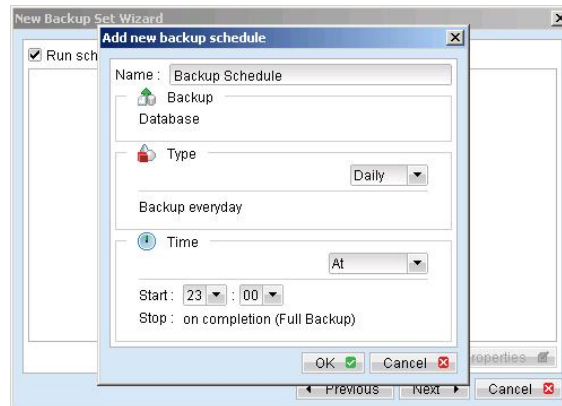 New Backup Set Wizard
Add new backup schedule
Run sch
Name : Backup Schedule
Backup
Database
Type
Daily
Backup everyday
Time
At
Start : 23 : 00
Stop : on completion (Full Backup)
OK Cancel
roperties
Previous Next Cancel